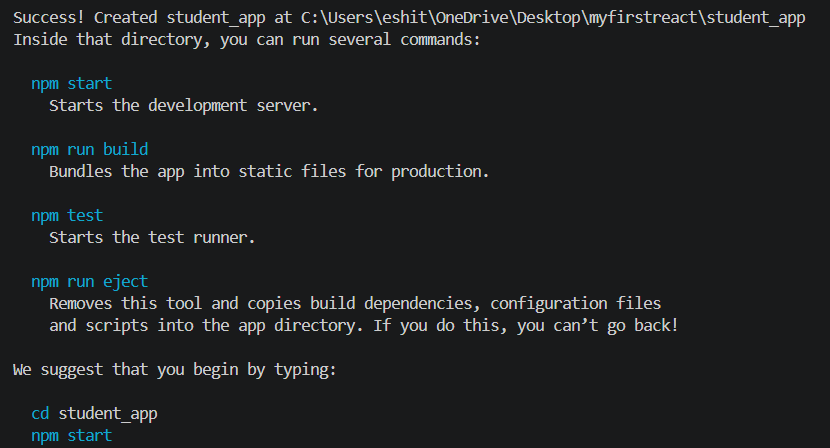 Success! Created student_app at C:\Users\eshit\OneDrive\Desktop\myfirstreact\student_app
Inside that directory, you can run several commands:
npm start
Starts the development server.
npm run build
Bundles the app into static files for production.
npm test
Starts the test runner.
npm run eject
Removes this tool and copies build dependencies, configuration files
and scripts into the app directory. If you do this, you can’t go back!
We suggest that you begin by typing:
cd student_app
npm start